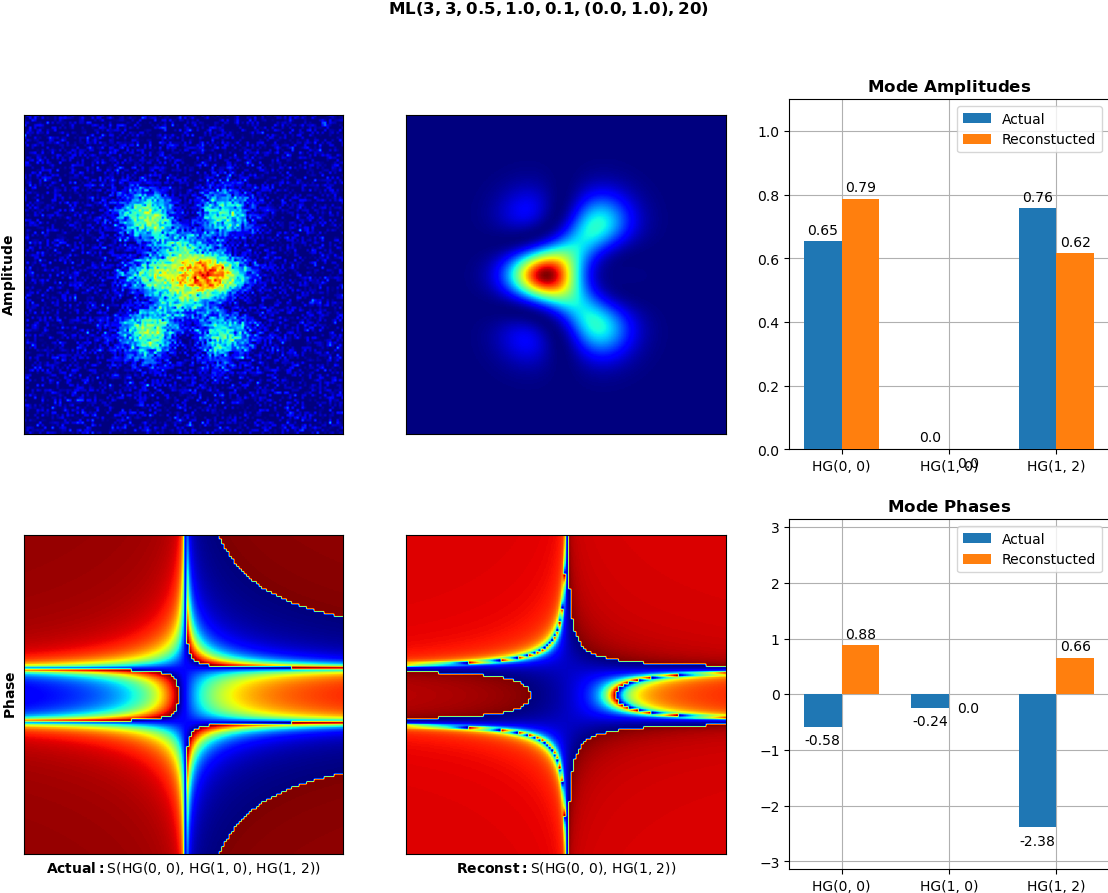 ML(3, 3, 0.5, 1.0, 0.1, (0.0, 1.0), 20)
Amplitude
Mode Amplitudes
Actual
Reconstucted
1.0
0.8
0.6
0.4
0.2
0.0
0.65
0.79
0.0
0.0
0.76
0.62
HG(0, 0)
HG(1, 0)
HG(1, 2)
Phase
Actual: S(HG(0, 0), HG(1, 0), HG(1, 2))
Reconst: S(HG(0, 0), HG(1, 2))
Mode Phases
Actual
Reconstucted
3
2
1
0
−1
−2
−3
-0.58
0.88
-0.24
0.0
-2.38
0.66
HG(0, 0)
HG(1, 0)
HG(1, 2)